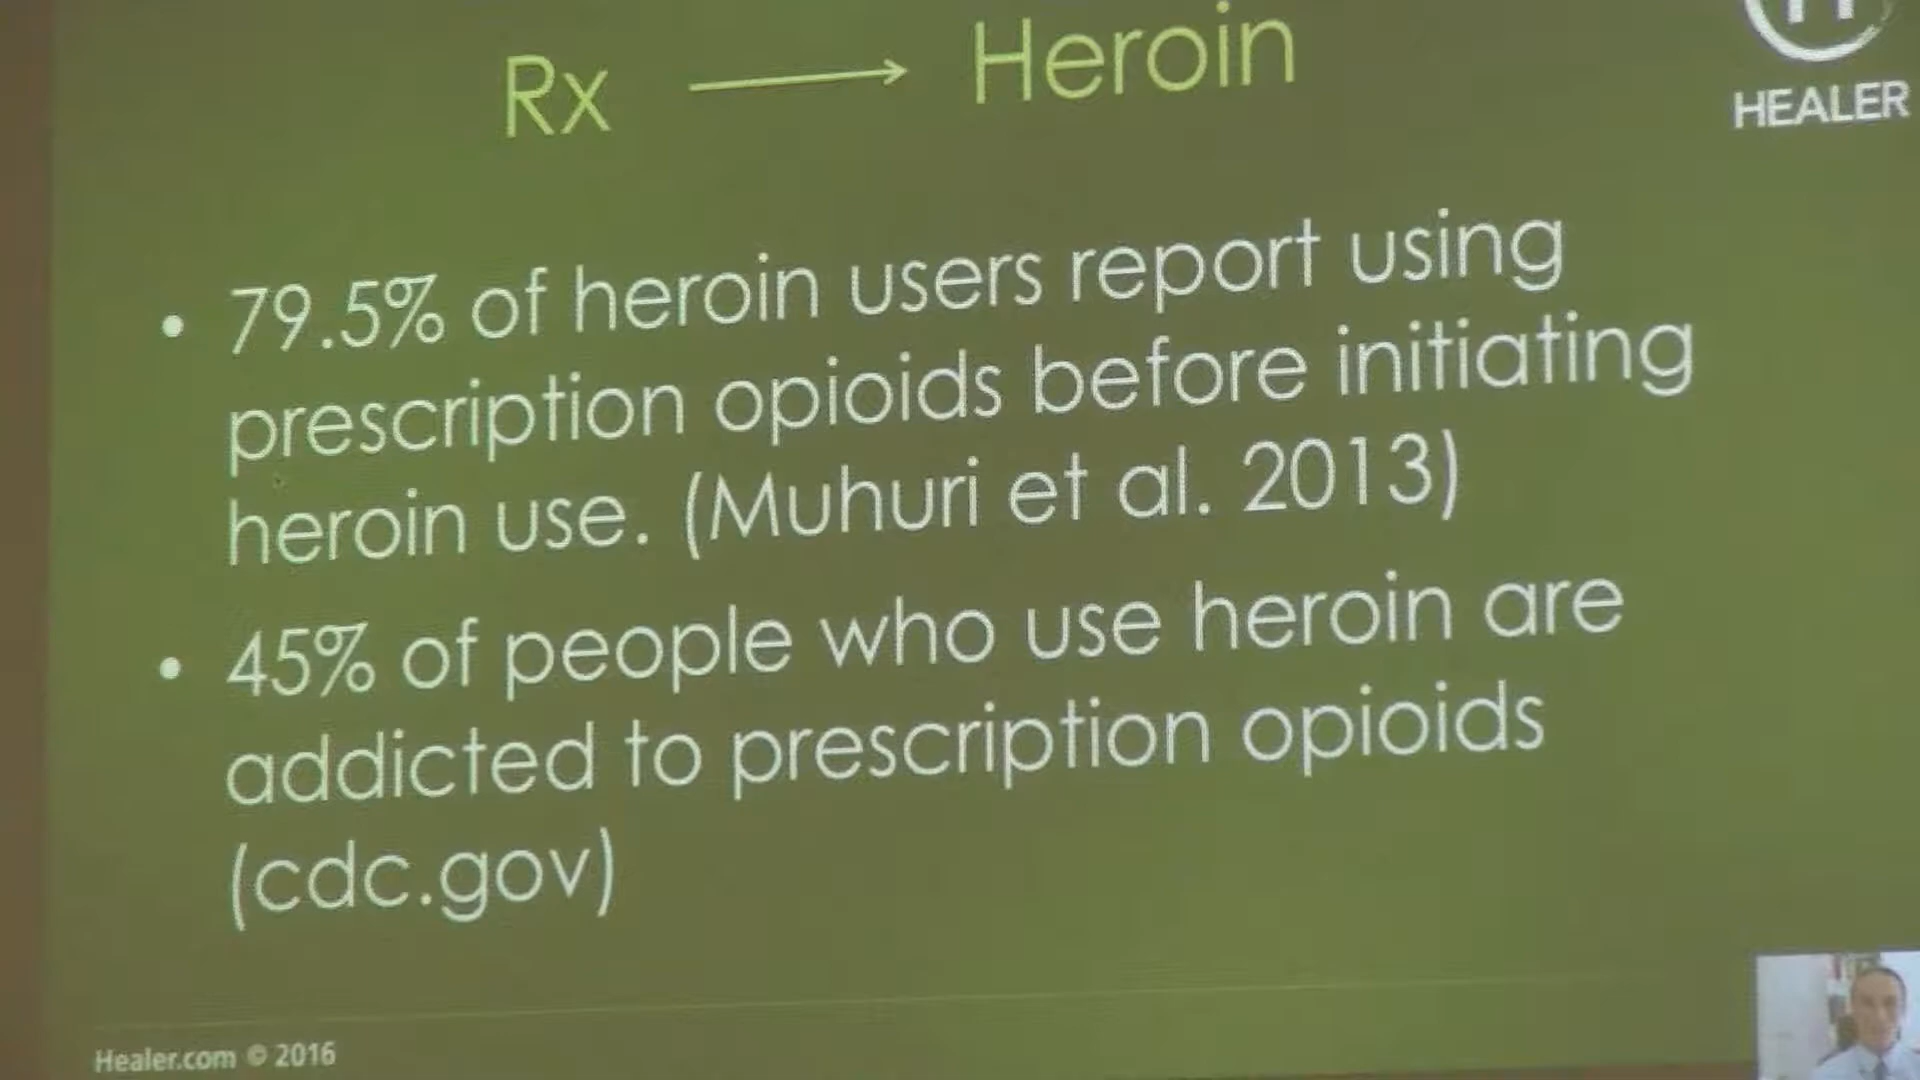 Rx → Heroin
HEALER
• 79.5% of heroin users report using
prescription opioids before initiating
heroin use. (Muhuri et al. 2013)
• 45% of people who use heroin are
addicted to prescription opioids
(cdc.gov)
Healer.com © 2016